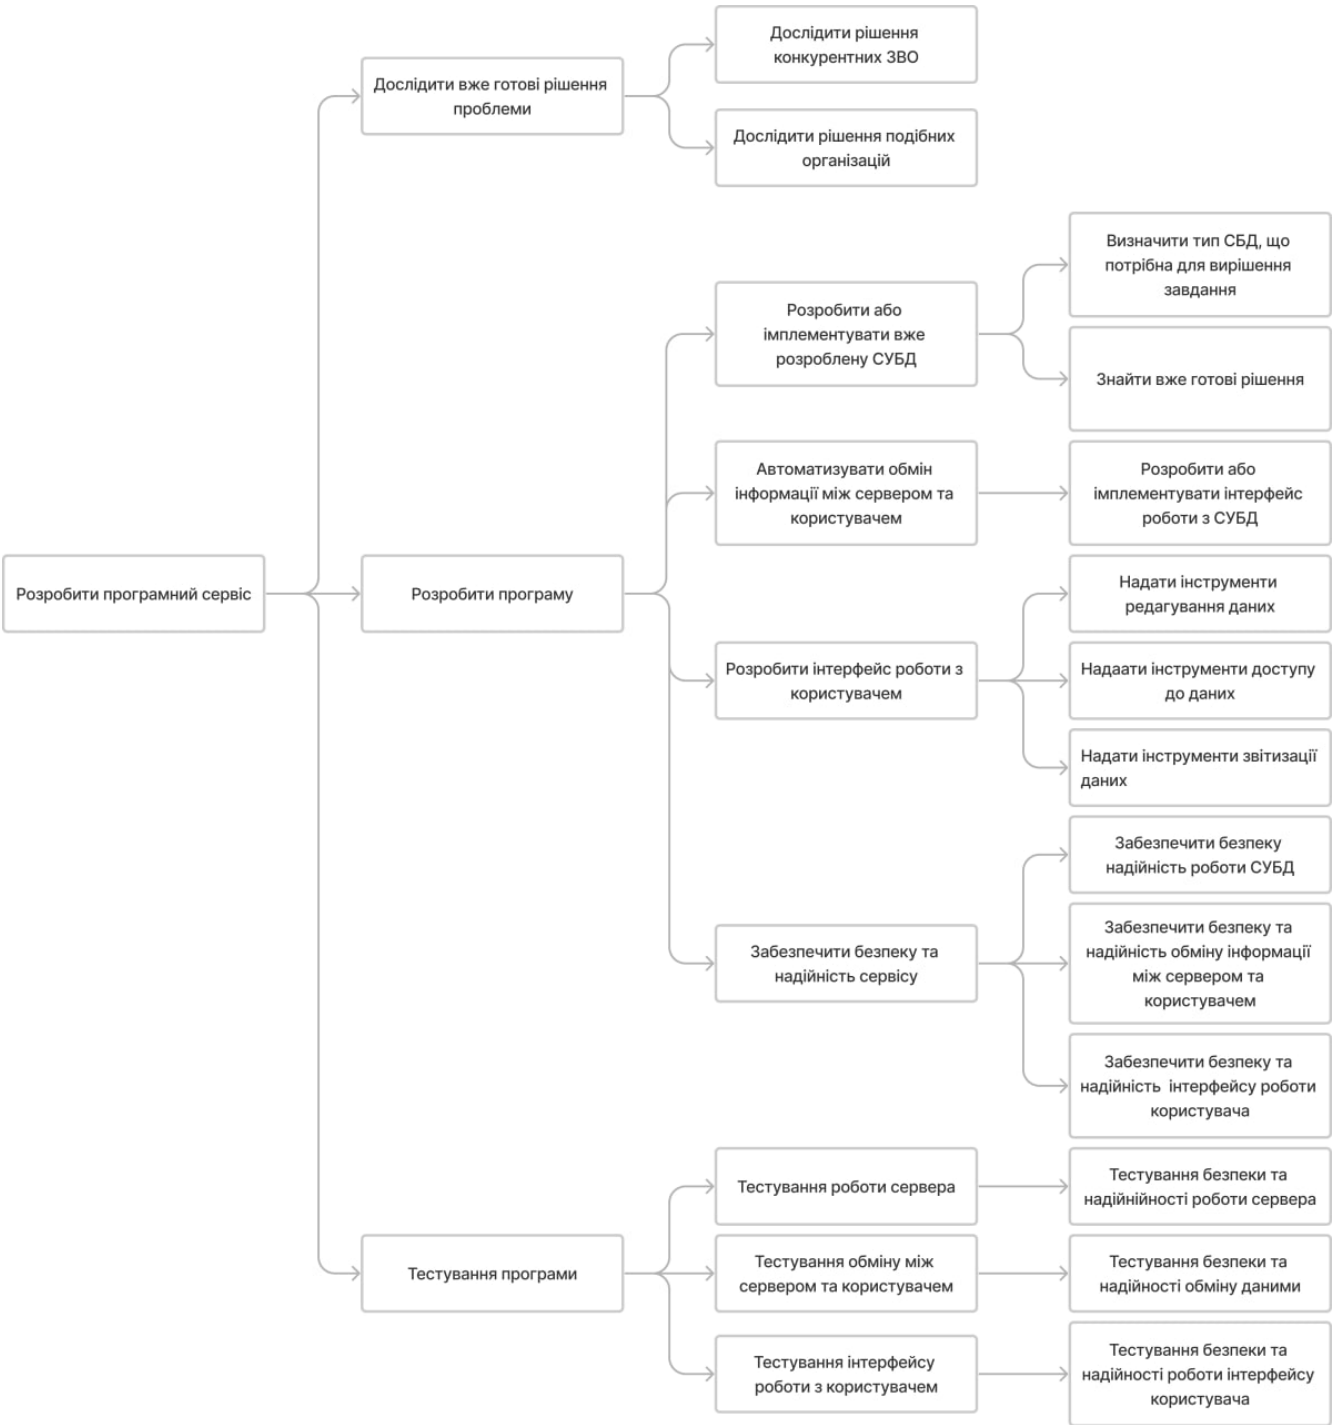 Дослідити рішення
конкурентних ЗВО
Дослідити вже готові рішення
проблеми
Дослідити рішення подібних
організацій
Визначити тип СБД, що
потрібна для вирішення
завдання
Розробити або
імплементувати вже
розроблену СУБД
Знайти вже готові рішення
Автоматизувати обмін
інформації між сервером та
користувачем
Розробити або
імплементувати інтерфейс
роботи з СУБД
Розробити програмний сервіс
Розробити програму
Надати інструменти
редагування даних
Розробити інтерфейс роботи з
користувачем
Надаати інструменти доступу
до даних
Надати інструменти звітизації
даних
Забезпечити безпеку
надійність роботи СУБД
Забезпечити безпеку та
надійність сервісу
Забезпечити безпеку та
надійність обміну інформації
між сервером та
користувачем
Забезпечити безпеку та
надійність  інтерфейсу роботи
користувача
Тестування роботи сервера
Тестування безпеки та
надійнійності роботи сервера
Тестування програми
Тестування обміну між
сервером та користувачем
Тестування безпеки та
надійності обміну даними
Тестування інтерфейсу
роботи з користувачем
Тестування безпеки та
надійності роботи інтерфейсу
користувача